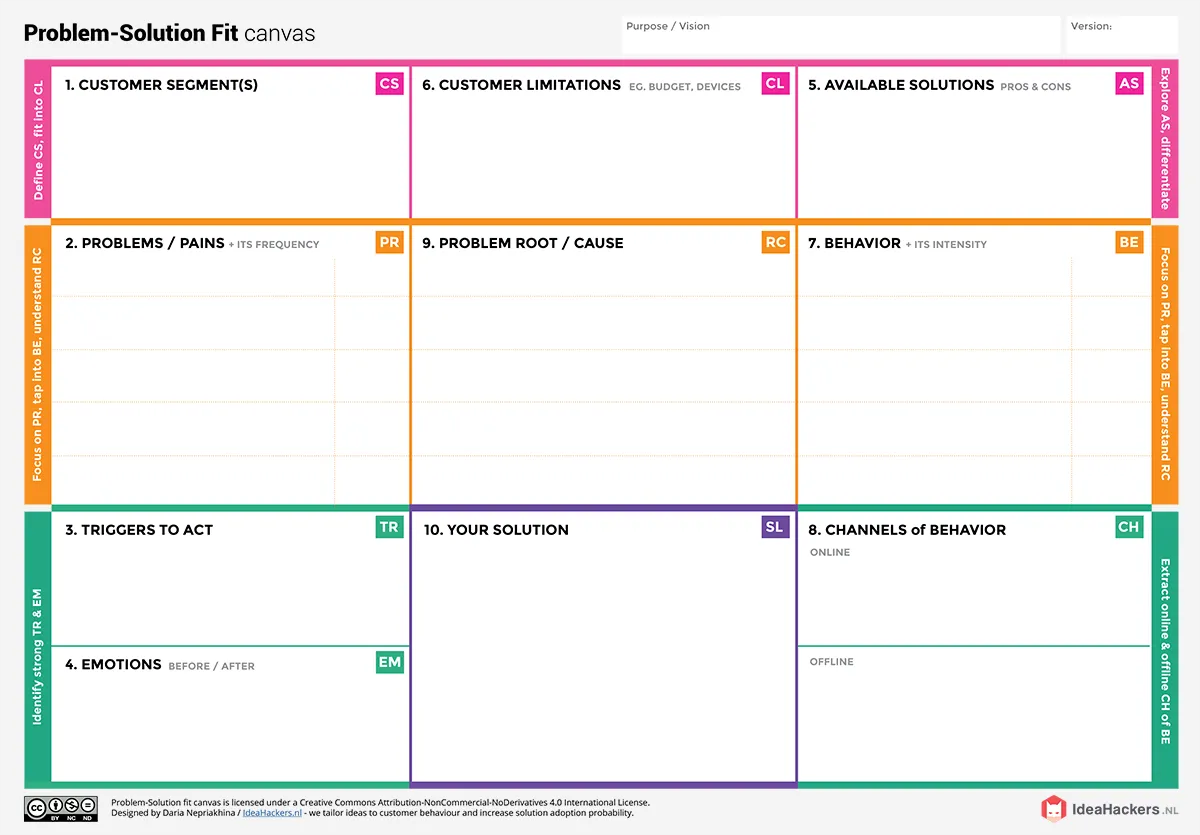 Problem-Solution Fit canvas
Purpose / Vision
Version:
Define CS, fit into CL
1. CUSTOMER SEGMENT(S)
CS
6. CUSTOMER LIMITATIONS EG. BUDGET, DEVICES
CL
5. AVAILABLE SOLUTIONS PROS & CONS
AS
Explore AS, differentiate
Focus on PR, tap into BE, understand RC
2. PROBLEMS / PAINS + ITS FREQUENCY
PR
9. PROBLEM ROOT / CAUSE
RC
7. BEHAVIOR + ITS INTENSITY
BE
Focus on PR, tap into BE, understand RC
Identify strong TR & EM
3. TRIGGERS TO ACT
TR
4. EMOTIONS BEFORE / AFTER
EM
10. YOUR SOLUTION
SL
8. CHANNELS of BEHAVIOR
CH
ONLINE
OFFLINE
Extract online & offline CH of BE
CC BY NC ND
Problem-Solution fit canvas is licensed under a Creative Commons Attribution-NonCommercial-NoDerivatives 4.0 International License.
Designed by Daria Nepriakhina / IdeaHackers.nl - we tailor ideas to customer behaviour and increase solution adoption probability.
IdeaHackers.NL